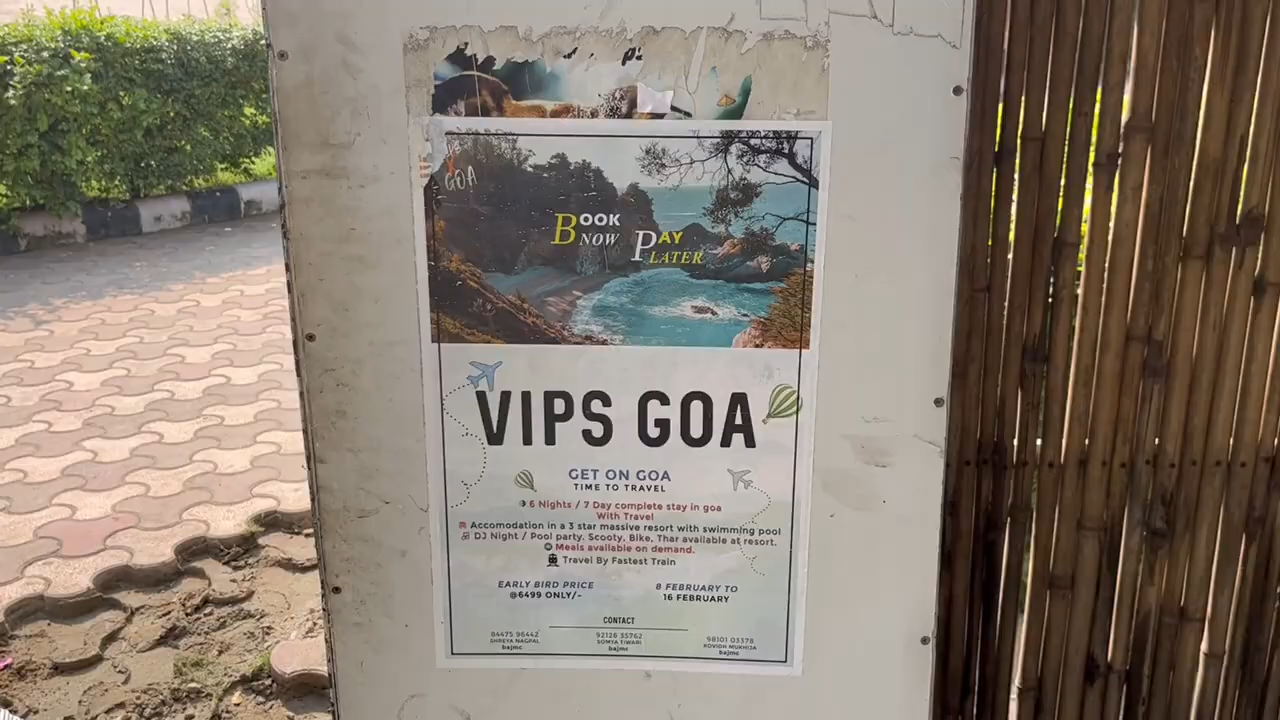 GOA
BOOK
NOW
PAY
LATER
VIPS GOA
GET ON GOA
TIME TO TRAVEL
6 Nights / 7 Day complete stay in goa
With Travel
Accomodation in a 3 star massive resort with swimming pool
DJ Night / Pool party. Scooty, Bike, Thar available at resort.
Meals available on demand.
Travel By Fastest Train
EARLY BIRD PRICE
@6499 ONLY/-
8 FEBRUARY TO
16 FEBRUARY
CONTACT
84475 96442
SHREYA NAGPAL
bajmc
92126 35762
SOMYA TIWARI
bajmc
98101 03378
KOVIDH MUKHIJA
bajmc